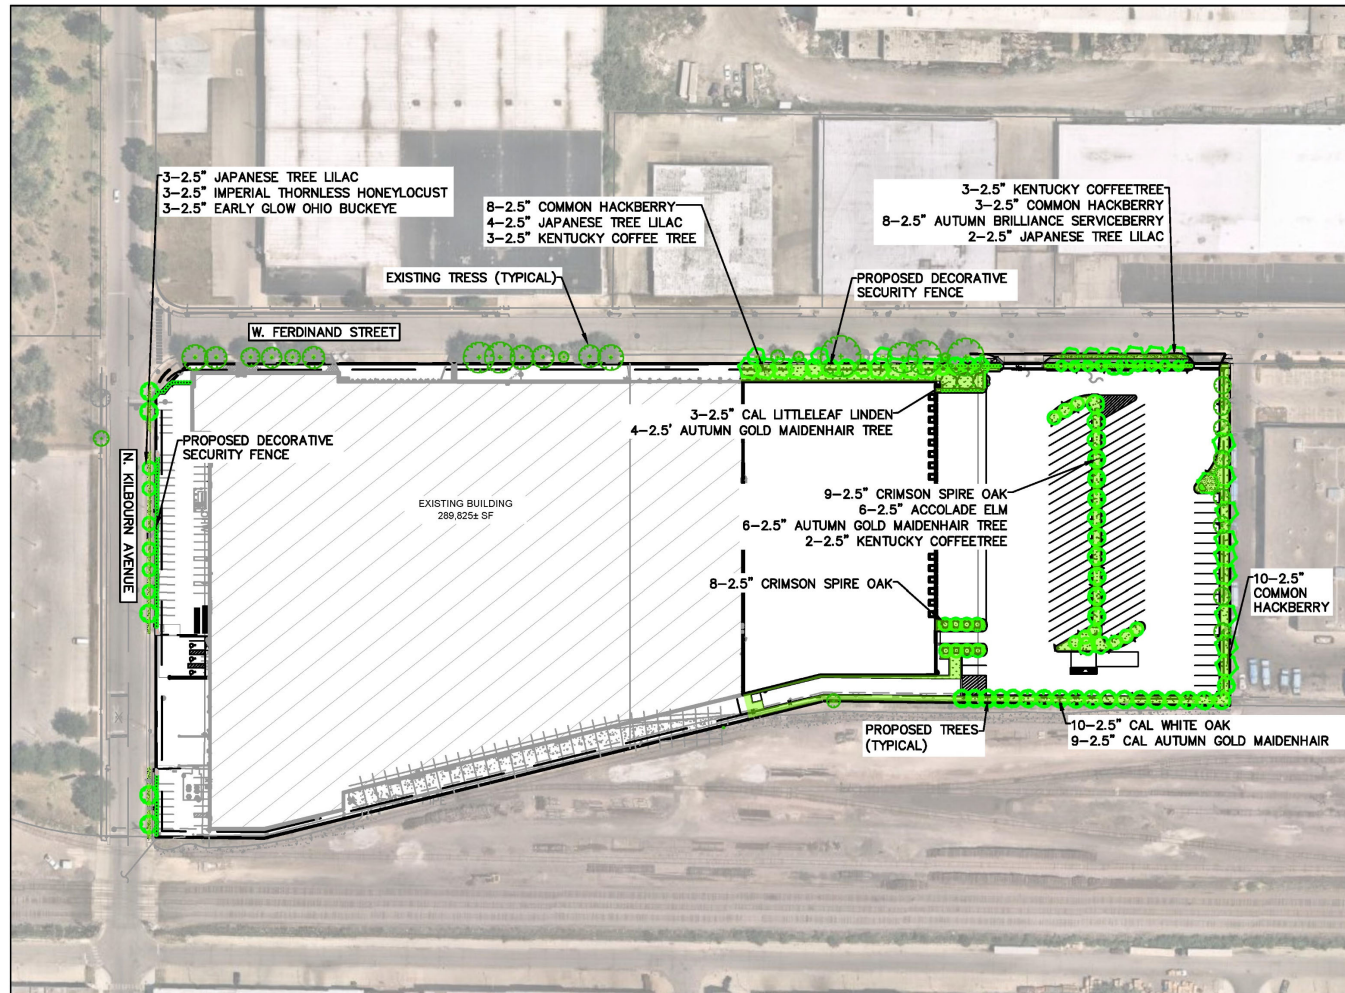 3-2.5" JAPANESE TREE LILAC
3-2.5" IMPERIAL THORNLESS HONEYLOCUST
3-2.5" EARLY GLOW OHIO BUCKEYE
8-2.5" COMMON HACKBERRY
4-2.5" JAPANESE TREE LILAC
3-2.5" KENTUCKY COFFEE TREE
3-2.5" KENTUCKY COFFEETREE
3-2.5" COMMON HACKBERRY
8-2.5" AUTUMN BRILLIANCE SERVICEBERRY
2-2.5" JAPANESE TREE LILAC
EXISTING TRESS (TYPICAL)
PROPOSED DECORATIVE
SECURITY FENCE
W. FERDINAND STREET
3-2.5" CAL LITTLELEAF LINDEN
4-2.5' AUTUMN GOLD MAIDENHAIR TREE
PROPOSED DECORATIVE
SECURITY FENCE
N. KILBOURN AVENUE
EXISTING BUILDING
289,825± SF
9-2.5" CRIMSON SPIRE OAK
6-2.5" ACCOLADE ELM
6-2.5" AUTUMN GOLD MAIDENHAIR TREE
2-2.5" KENTUCKY COFFEETREE
8-2.5" CRIMSON SPIRE OAK
10-2.5"
COMMON
HACKBERRY
PROPOSED TREES
(TYPICAL)
10-2.5" CAL WHITE OAK
9-2.5" CAL AUTUMN GOLD MAIDENHAIR